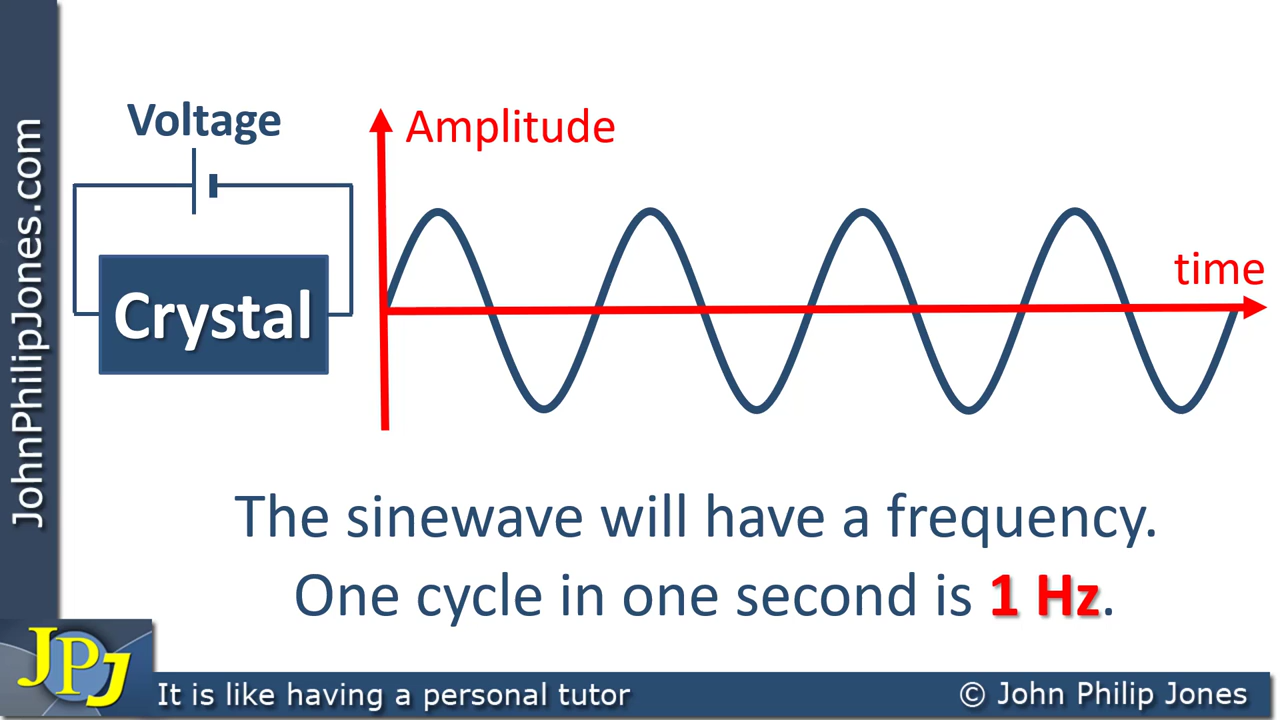 Voltage
Amplitude
time
Crystal
The sinewave will have a frequency.
One cycle in one second is 1 Hz.
JohnPhilipJones.com
JPJ
It is like having a personal tutor
© John Philip Jones